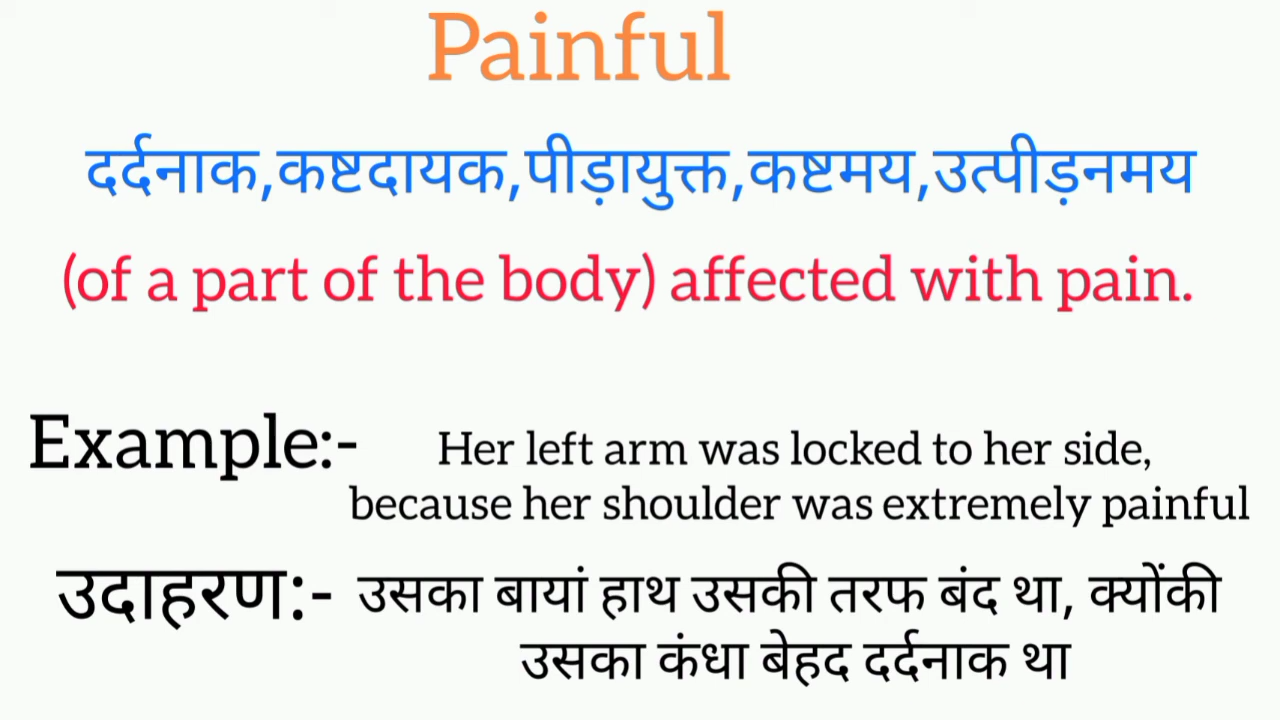 Painful
दर्दनाक,कष्टदायक,पीड़ायुक्त,कष्टमय,उत्पीड़नमय
(of a part of the body) affected with pain.
Example:- Her left arm was locked to her side,
because her shoulder was extremely painful
उदाहरण:- उसका बायां हाथ उसकी तरफ बंद था, क्योंकी
उसका कंधा बेहद दर्दनाक था